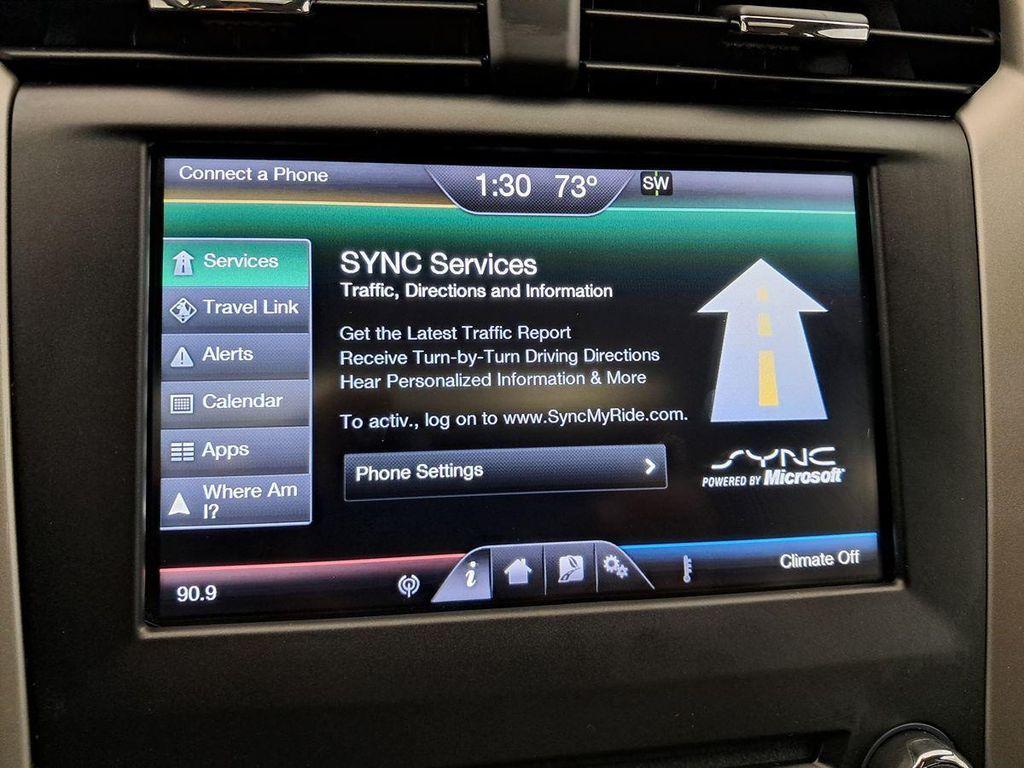 Connect a Phone
1:30 73° SW
Services
Travel Link
Alerts
Calendar
Apps
Where Am
I?
SYNC Services
Traffic, Directions and Information
Get the Latest Traffic Report
Receive Turn-by-Turn Driving Directions
Hear Personalized Information & More
To activ., log on to www.SyncMyRide.com.
Phone Settings
SYNC
POWERED BY Microsoft®
90.9
i
Climate Off